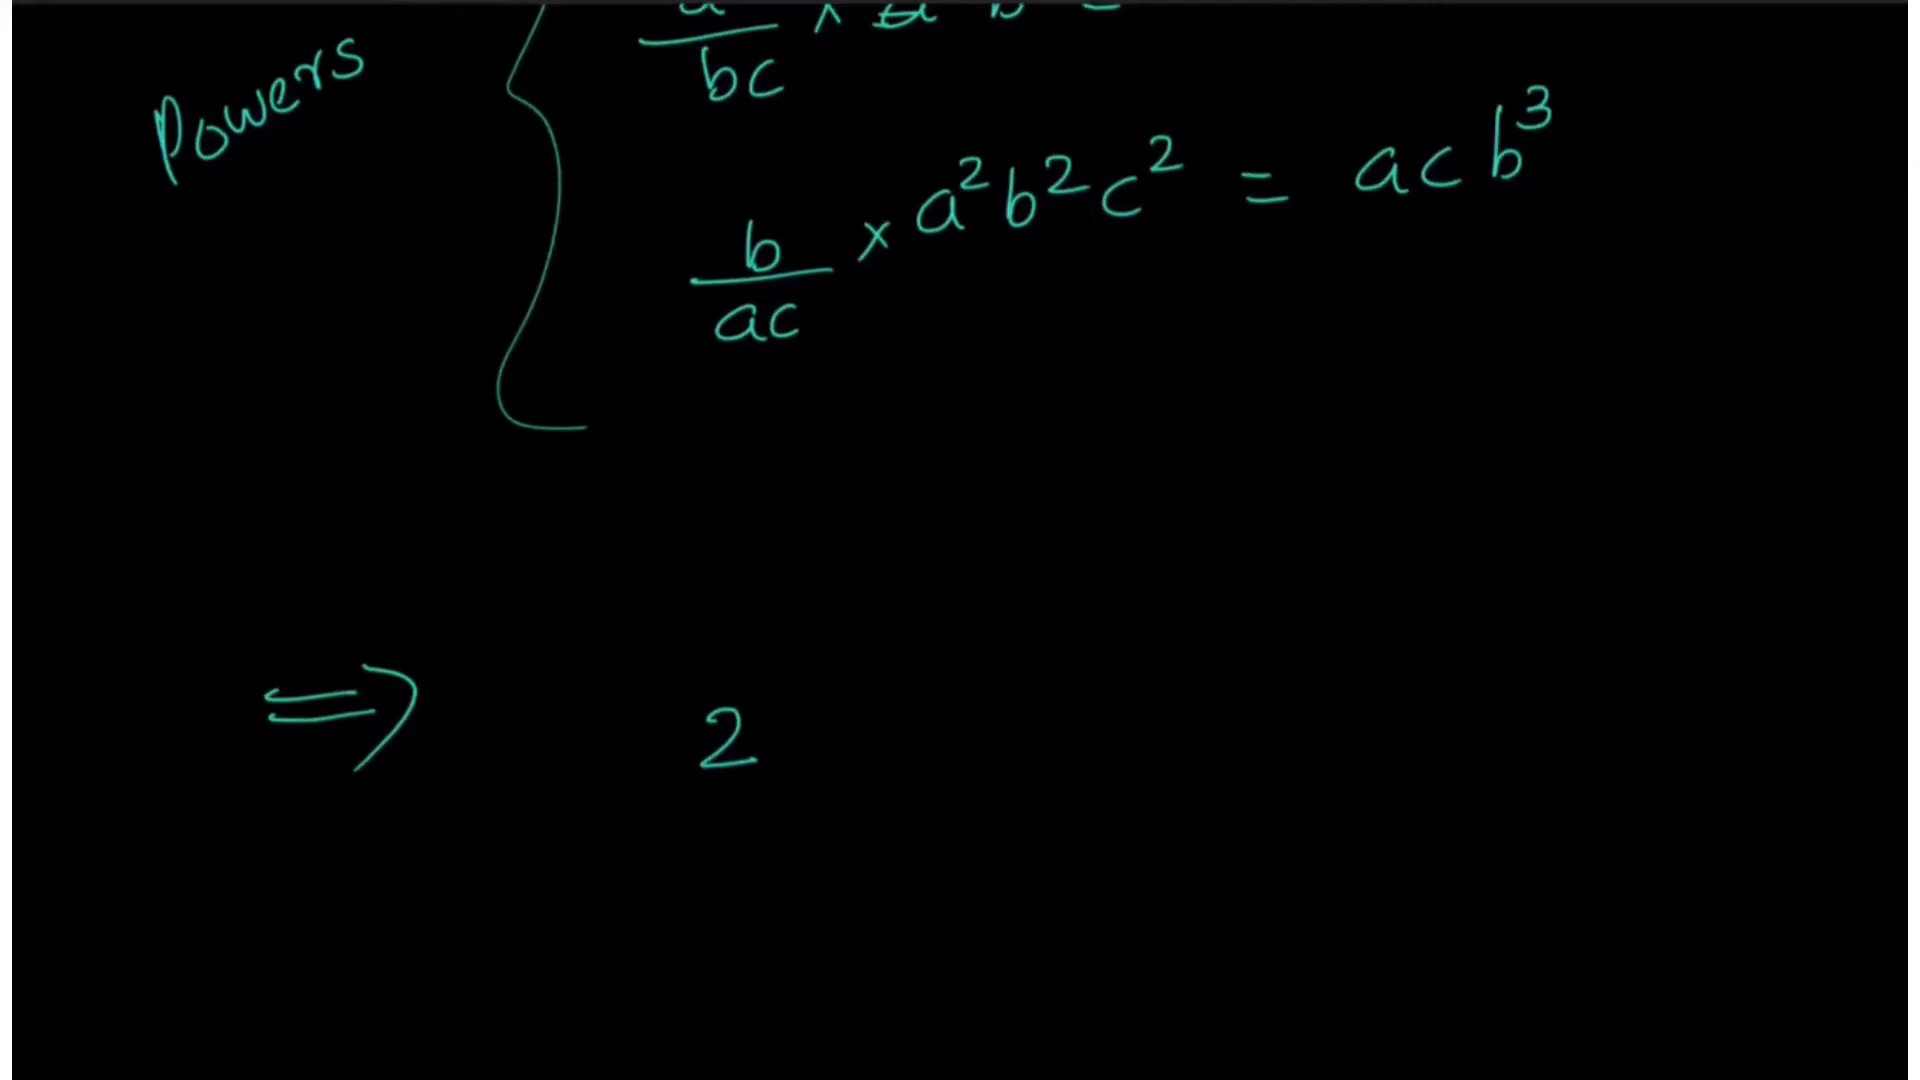 Powers
bc
b/ac × a²b²c² = acb³
⇒ 2